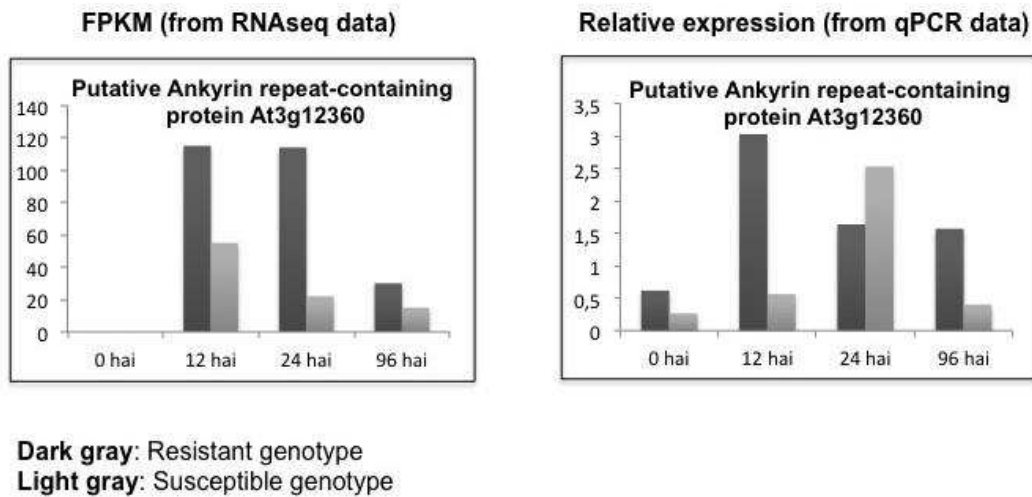 FPKM (from RNAseq data)
Putative Ankyrin repeat-containing
protein At3g12360
140
120
100
80
60
40
20
0
0 hai 12 hai 24 hai 96 hai
Relative expression (from qPCR data)
Putative Ankyrin repeat-containing
protein At3g12360
3,5
3
2,5
2
1,5
1
0,5
0
0 hai 12 hai 24 hai 96 hai
Dark gray: Resistant genotype
Light gray: Susceptible genotype